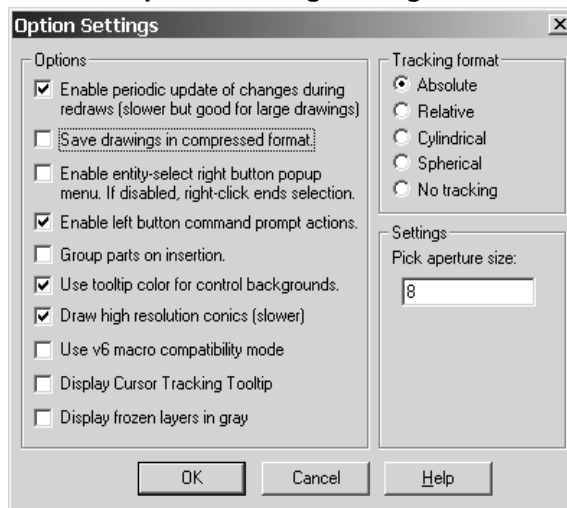 Option Settings
Options
Enable periodic update of changes during
redraws (slower but good for large drawings)
Save drawings in compressed format.
Enable entity-select right button popup
menu. If disabled, right-click ends selection.
Enable left button command prompt actions.
Group parts on insertion.
Use tooltip color for control backgrounds.
Draw high resolution conics (slower)
Use v6 macro compatibility mode
Display Cursor Tracking Tooltip
Display frozen layers in gray
Tracking format
Absolute
Relative
Cylindrical
Spherical
No tracking
Settings
Pick aperture size:
8
OK
Cancel
Help